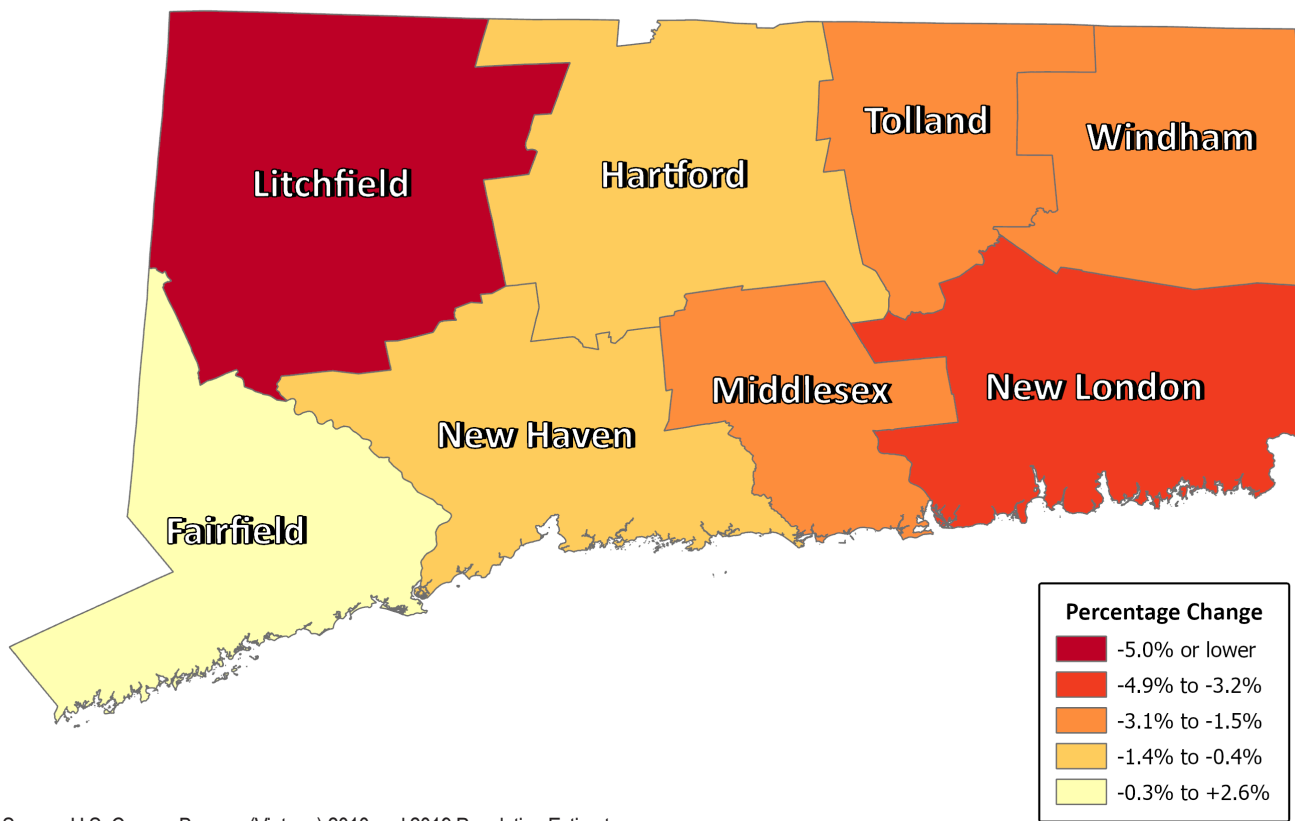 Tolland
Windham
Hartford
Litchfield
Middlesex
New London
New Haven
Fairfield
Percentage Change
-5.0% or lower
-4.9% to -3.2%
-3.1% to -1.5%
-1.4% to -0.4%
-0.3% to +2.6%